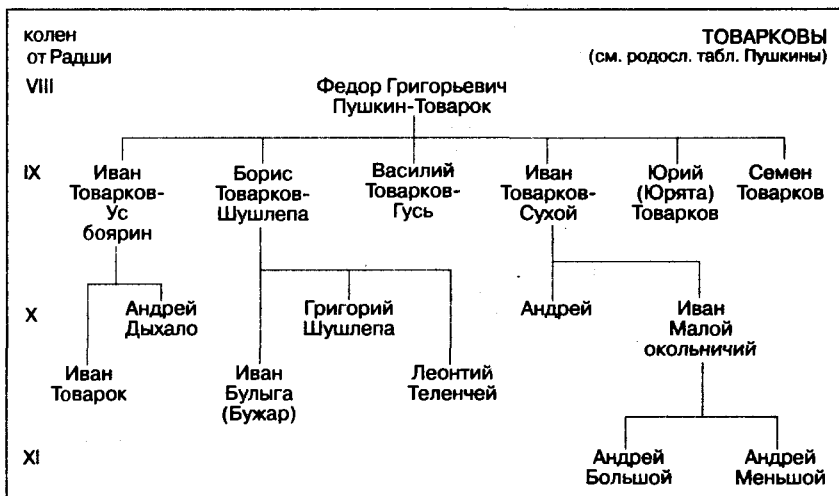 колен
от Радши
ТОВАРКОВЫ
(см. родосл. табл. Пушкины)
VIII
Федор Григорьевич
Пушкин-Товарок
IX
Иван
Товарков-
Ус
боярин
Борис
Товарков-
Шушлепа
Василий
Товарков-
Гусь
Иван
Товарков-
Сухой
Юрий
(Юрята)
Товарков
Семен
Товарков
X
Андрей
Дыхало
Григорий
Шушлепа
Андрей
Иван
Малой
окольничий
Иван
Товарок
Иван
Булыга
(Бужар)
Леонтий
Теленчей
XI
Андрей
Большой
Андрей
Меньшой